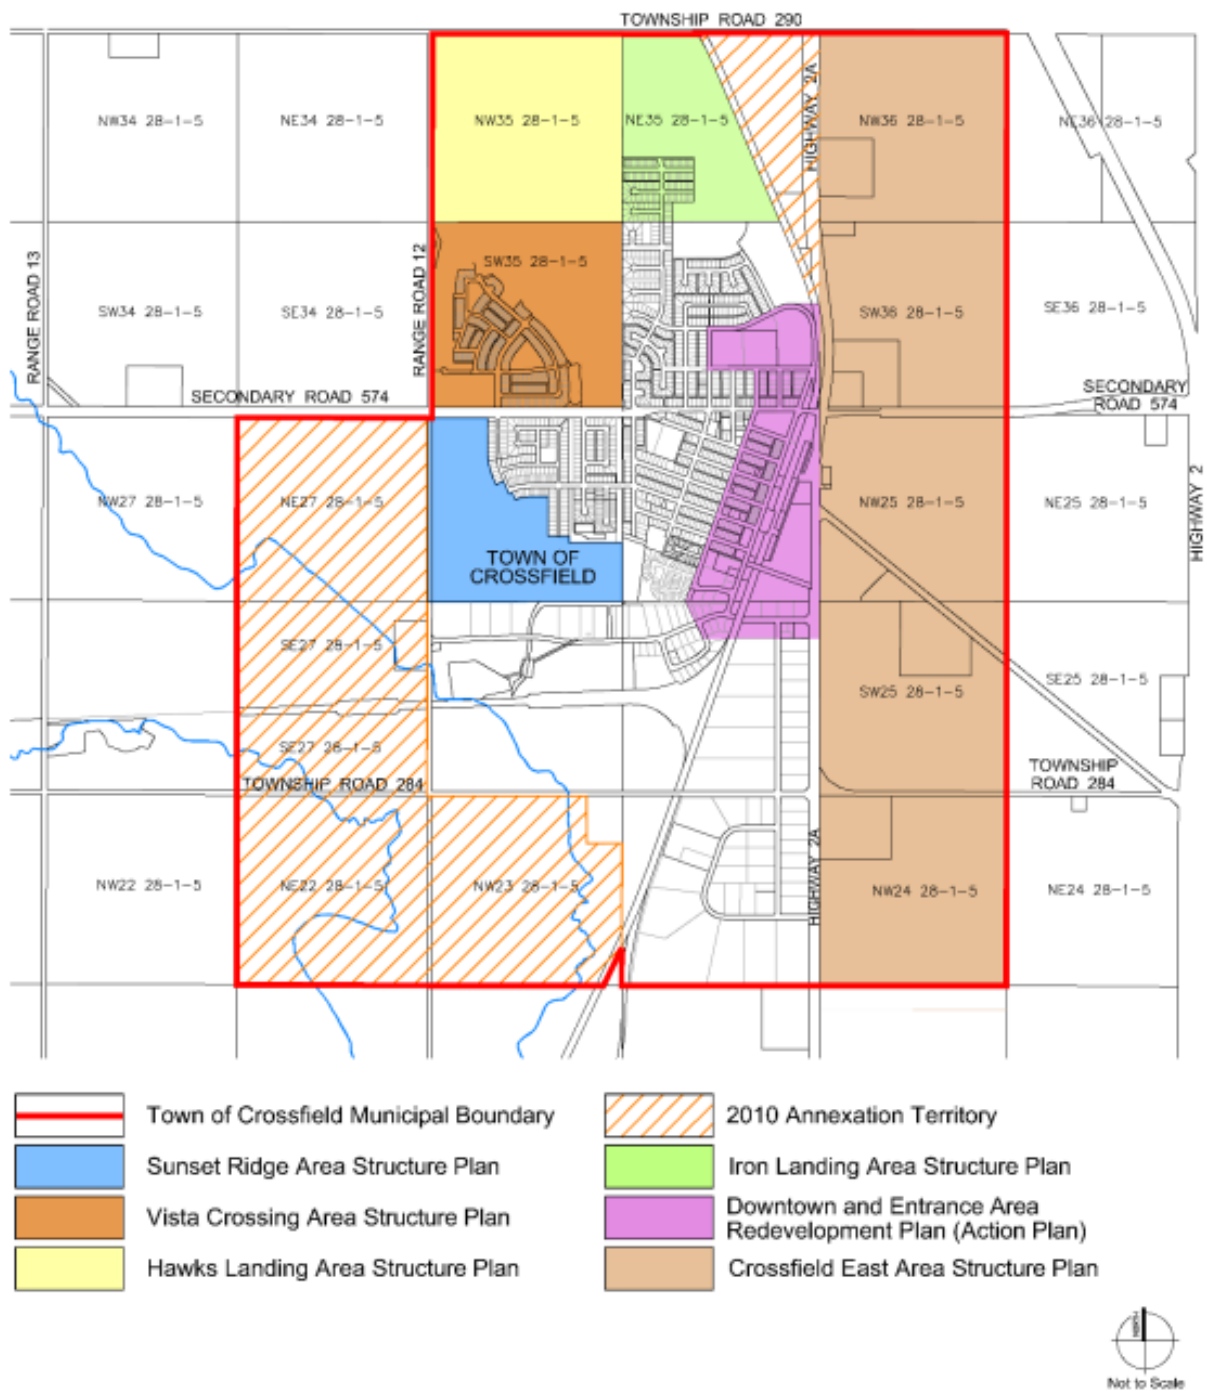 TOWNSHIP ROAD 290
NW34 28-1-5
NE34 28-1-5
NW35 28-1-5
NE35 28-1-5
HIGHWAY 2A
NW36 28-1-5
NE36 28-1-5
RANGE ROAD 13
SW34 28-1-5
SE34 28-1-5
RANGE ROAD 12
SW35 28-1-5
SW36 28-1-5
SE36 28-1-5
SECONDARY ROAD 574
SECONDARY
ROAD 574
NW27 28-1-5
NE27 28-1-5
NW25 28-1-5
NE25 28-1-5
HIGHWAY 2
TOWN OF
CROSSFIELD
SE27 28-1-5
SW25 28-1-5
SE25 28-1-5
SE27 28-1-5
TOWNSHIP ROAD 284
TOWNSHIP
ROAD 284
NW22 28-1-5
NE22 28-1-5
NW23 28-1-5
HIGHWAY 2A
NW24 28-1-5
NE24 28-1-5
Town of Crossfield Municipal Boundary
2010 Annexation Territory
Sunset Ridge Area Structure Plan
Iron Landing Area Structure Plan
Vista Crossing Area Structure Plan
Downtown and Entrance Area
Redevelopment Plan (Action Plan)
Hawks Landing Area Structure Plan
Crossfield East Area Structure Plan
NORTH
Not to Scale